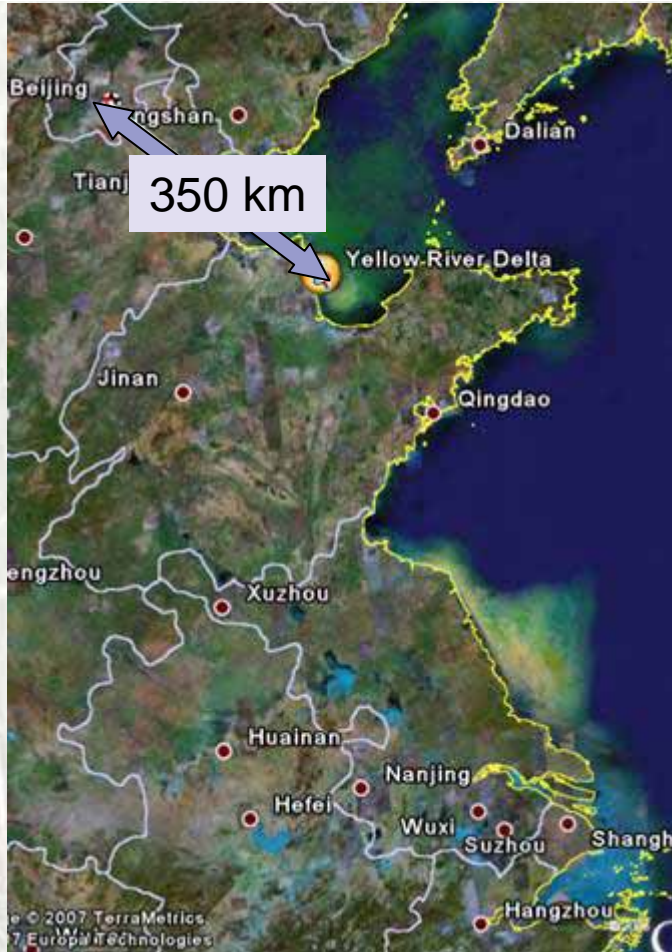 Beijing
ngshan
Dalian
Tianj
350 km
Yellow River Delta
Jinan
Qingdao
engzhou
Xuzhou
Huainan
Nanjing
Hefei
Wuxi
Suzhou
Shangh
Hangzhou
e © 2007 TerraMetrics
7 Europa Technologies